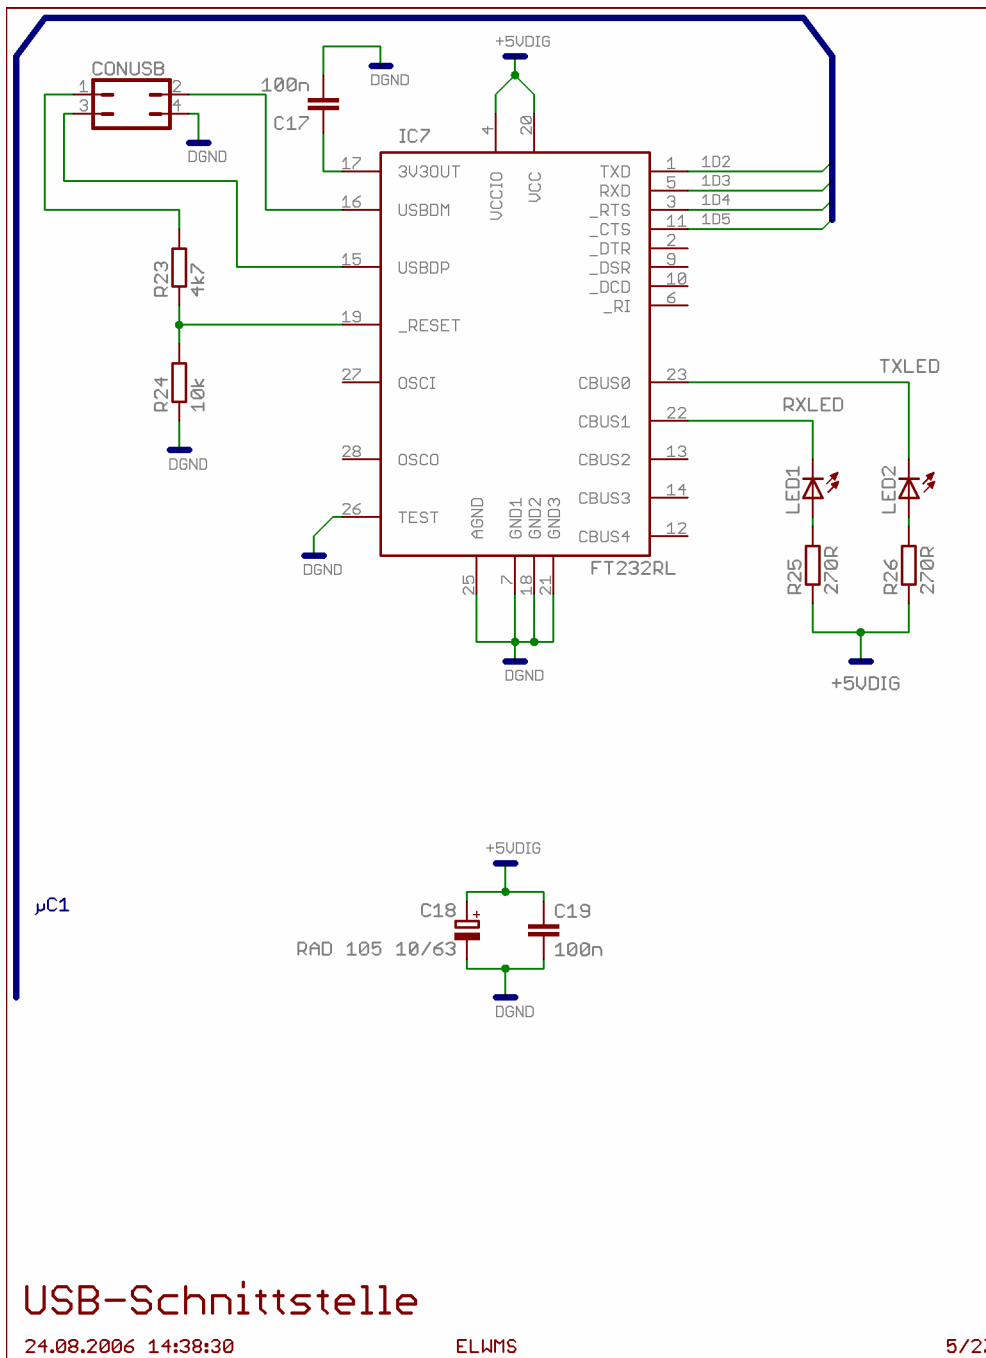 +5VDIG
CONUSB
1
2
3
4
DGND
100n
C17
DGND
IC7
4
20
17
3V3OUT
VCCIO
VCC
TXD
1
1D2
RXD
5
1D3
16
USBDM
_RTS
3
1D4
_CTS
11
1D5
_DTR
2
15
USBDP
_DSR
9
_DCD
10
_RI
6
R23
4k7
19
_RESET
R24
10k
DGND
27
OSCI
CBUS0
23
TXLED
CBUS1
22
RXLED
28
OSCO
CBUS2
13
CBUS3
14
26
TEST
DGND
AGND
GND1
GND2
GND3
CBUS4
12
FT232RL
25
7
18
21
DGND
LED1
LED2
R25
270R
R26
270R
+5VDIG
+5VDIG
µC1
C18
+
C19
RAD 105 10/63
100n
DGND
USB-Schnittstelle
24.08.2006 14:38:30
ELWMS